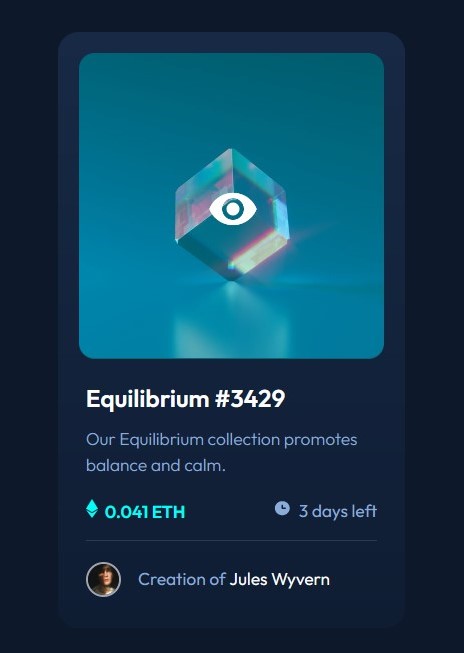 Equilibrium #3429
Our Equilibrium collection promotes
balance and calm.
0.041 ETH
3 days left
Creation of Jules Wyvern